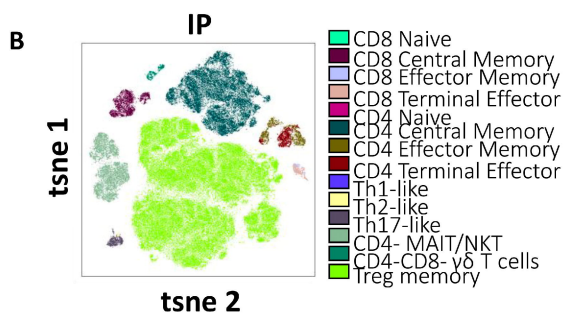 IP
B
CD8 Naive
CD8 Central Memory
CD8 Effector Memory
CD8 Terminal Effector
CD4 Naive
CD4 Central Memory
CD4 Effector Memory
CD4 Terminal Effector
Th1-like
Th2-like
Th17-like
CD4- MAIT/NKT
CD4-CD8- γδ T cells
Treg memory
tsne 1
tsne 2